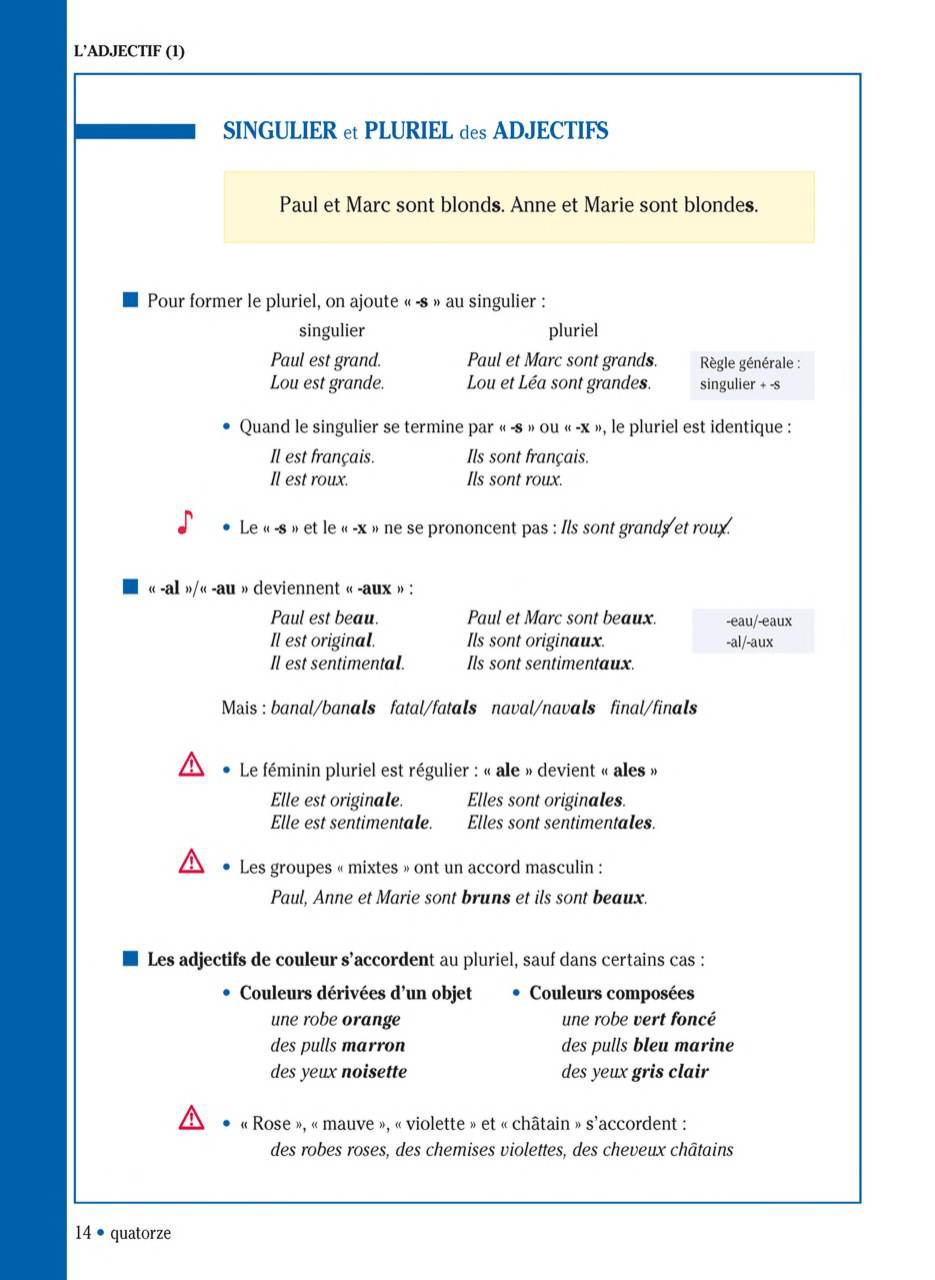 L’ADJECTIF (1)
SINGULIER et PLURIEL des ADJECTIFS
Paul et Marc sont blonds. Anne et Marie sont blondes.
Pour former le pluriel, on ajoute « -s » au singulier :
singulier pluriel
Paul est grand. Paul et Marc sont grands.
Lou est grande. Lou et Léa sont grandes.
Règle générale :
singulier + -s
• Quand le singulier se termine par « -s » ou « -x », le pluriel est identique :
Il est français. Ils sont français.
Il est roux. Ils sont roux.
• Le « -s » et le « -x » ne se prononcent pas : Ils sont grands et roux.
« -al »/« -au » deviennent « -aux » :
Paul est beau. Paul et Marc sont beaux.
Il est original. Ils sont originaux.
Il est sentimental. Ils sont sentimentaux.
-eau/-eaux
-al/-aux
Mais : banal/banals fatal/fatals naval/navals final/finals
• Le féminin pluriel est régulier : « ale » devient « ales »
Elle est originale. Elles sont originales.
Elle est sentimentale. Elles sont sentimentales.
• Les groupes « mixtes » ont un accord masculin :
Paul, Anne et Marie sont bruns et ils sont beaux.
Les adjectifs de couleur s’accordent au pluriel, sauf dans certains cas :
• Couleurs dérivées d’un objet • Couleurs composées
une robe orange une robe vert foncé
des pulls marron des pulls bleu marine
des yeux noisette des yeux gris clair
• « Rose », « mauve », « violette » et « châtain » s’accordent :
des robes roses, des chemises violettes, des cheveux châtains
14 • quatorze